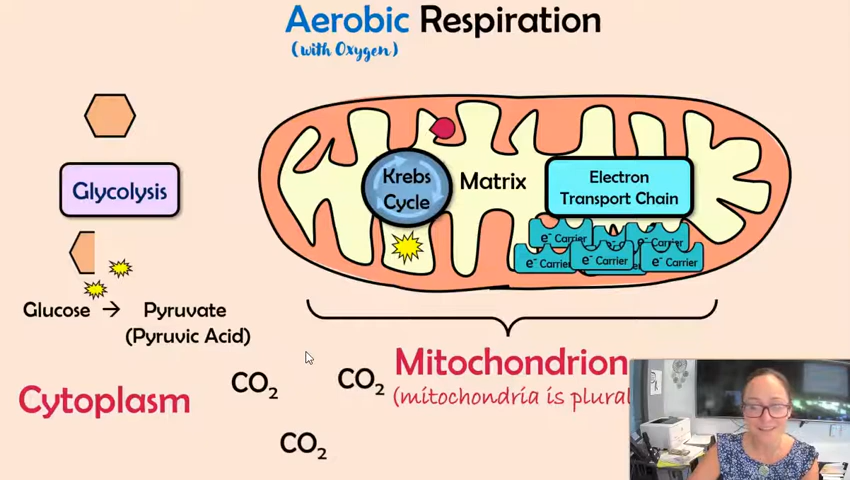 Aerobic Respiration
(with Oxygen)
Glycolysis
Krebs
Cycle
Matrix
Electron
Transport Chain
e⁻ Carrier
e⁻ Carrier
e⁻ Carrier
e⁻ Carrier
e⁻ Carrier
Glucose → Pyruvate
(Pyruvic Acid)
Mitochondrion
(mitochondria is plural
Cytoplasm
CO₂
CO₂
CO₂